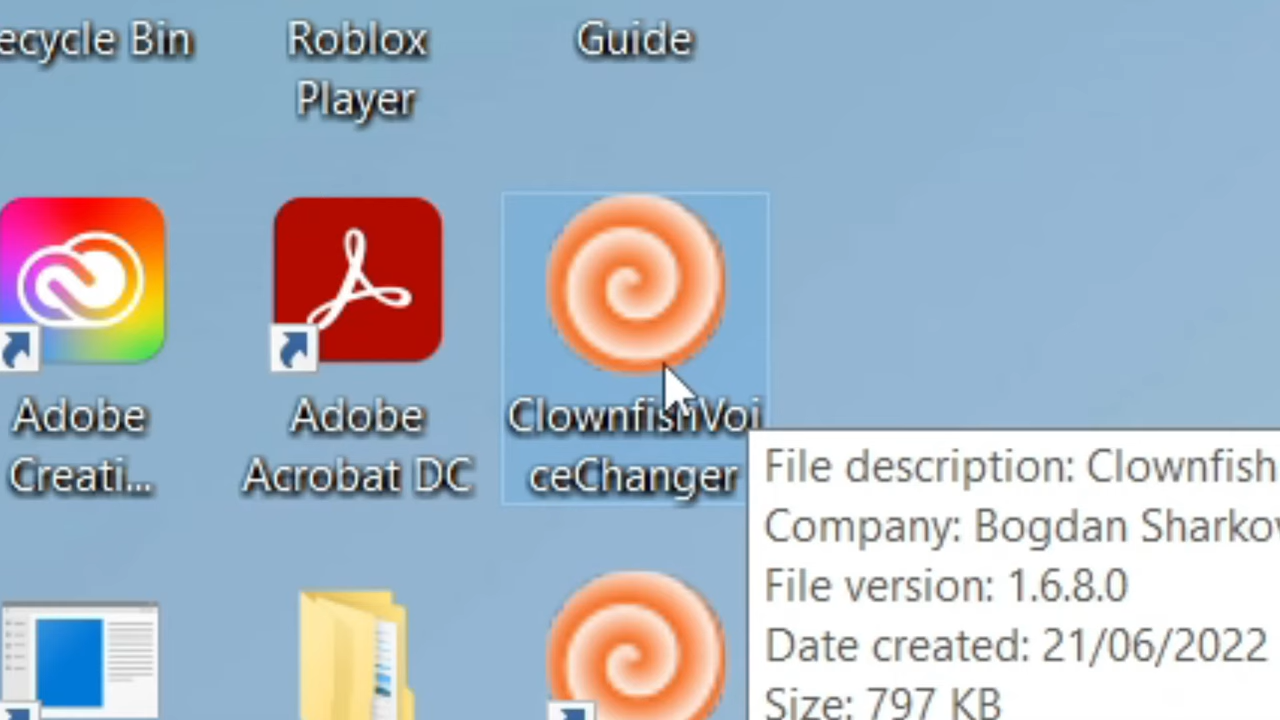 ecycle Bin
Roblox
Player
Guide
Adobe
Creati...
Adobe
Acrobat DC
ClownfishVoi
ceChanger
File description: Clownfish
Company: Bogdan Sharkov
File version: 1.6.8.0
Date created: 21/06/2022
Size: 797 KB